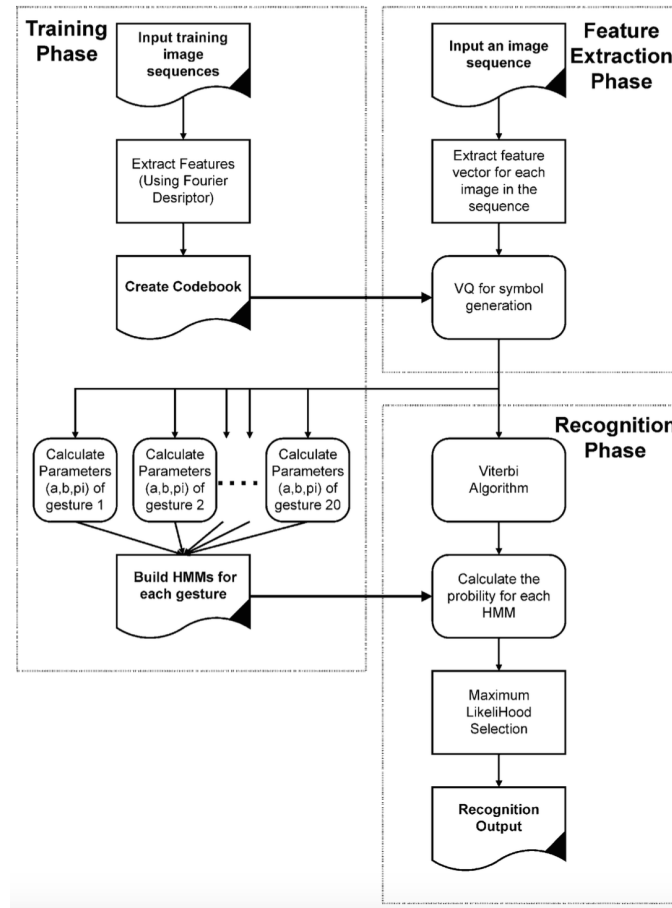 Training
Phase
Input training
image
sequences
Extract Features
(Using Fourier
Desriptor)
Create Codebook
Calculate
Parameters
(a,b,pi) of
gesture 1
Calculate
Parameters
(a,b,pi) of
gesture 2
....
Calculate
Parameters
(a,b,pi) of
gesture 20
Build HMMs for
each gesture
Feature
Extraction
Phase
Input an image
sequence
Extract feature
vector for each
image in the
sequence
VQ for symbol
generation
Recognition
Phase
Viterbi
Algorithm
Calculate the
probility for each
HMM
Maximum
LikeliHood
Selection
Recognition
Output